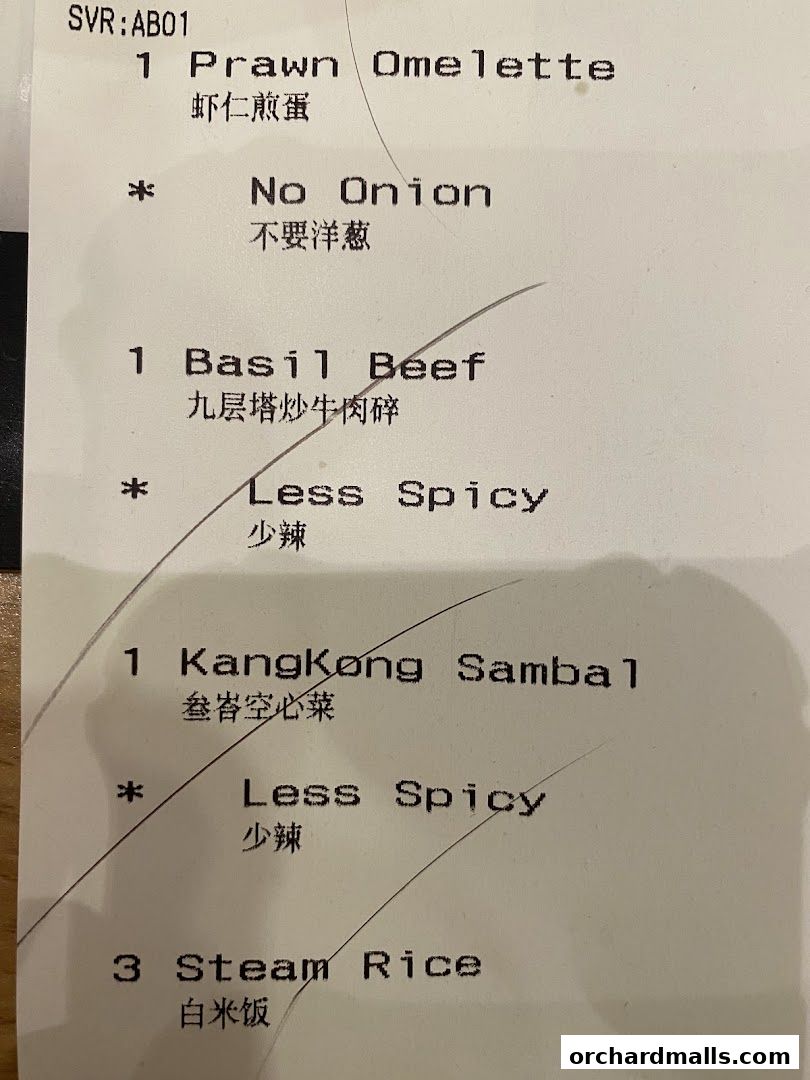 SVR:AB01
1 Prawn Omelette
虾仁煎蛋
* No Onion
不要洋葱
1 Basil Beef
九层塔炒牛肉碎
* Less Spicy
少辣
1 KangKong Sambal
叁峇空心菜
* Less Spicy
少辣
3 Steam Rice
白米饭
orchardmalls.com